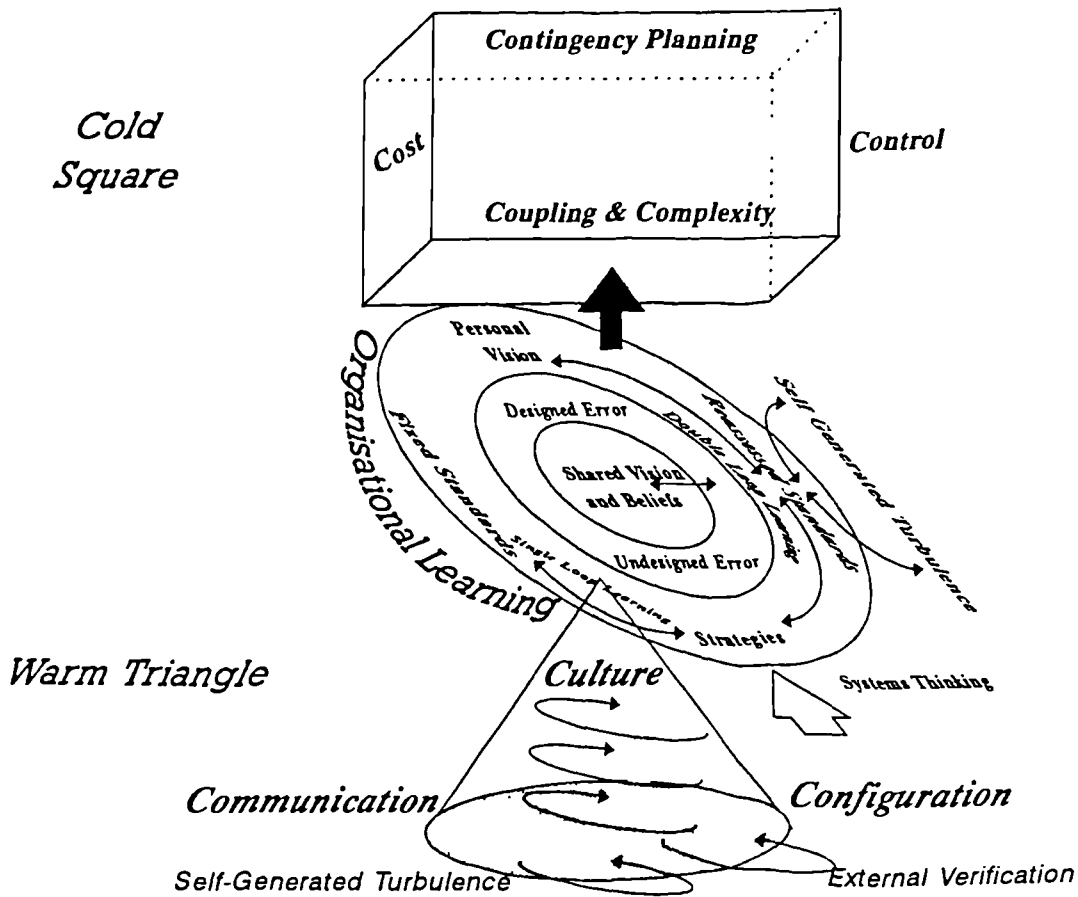 Contingency Planning
Cold
Square
Cost
Control
Coupling & Complexity
Personal
Vision
Organisational Learning
Fixed Standards
Designed Error
Double Loop Learning
Reassessed Standards
Self Generated Turbulence
Shared Vision
and Beliefs
Undesigned Error
Single Loop Learning
Strategies
Systems Thinking
Warm Triangle
Culture
Communication
Configuration
Self-Generated Turbulence
External Verification